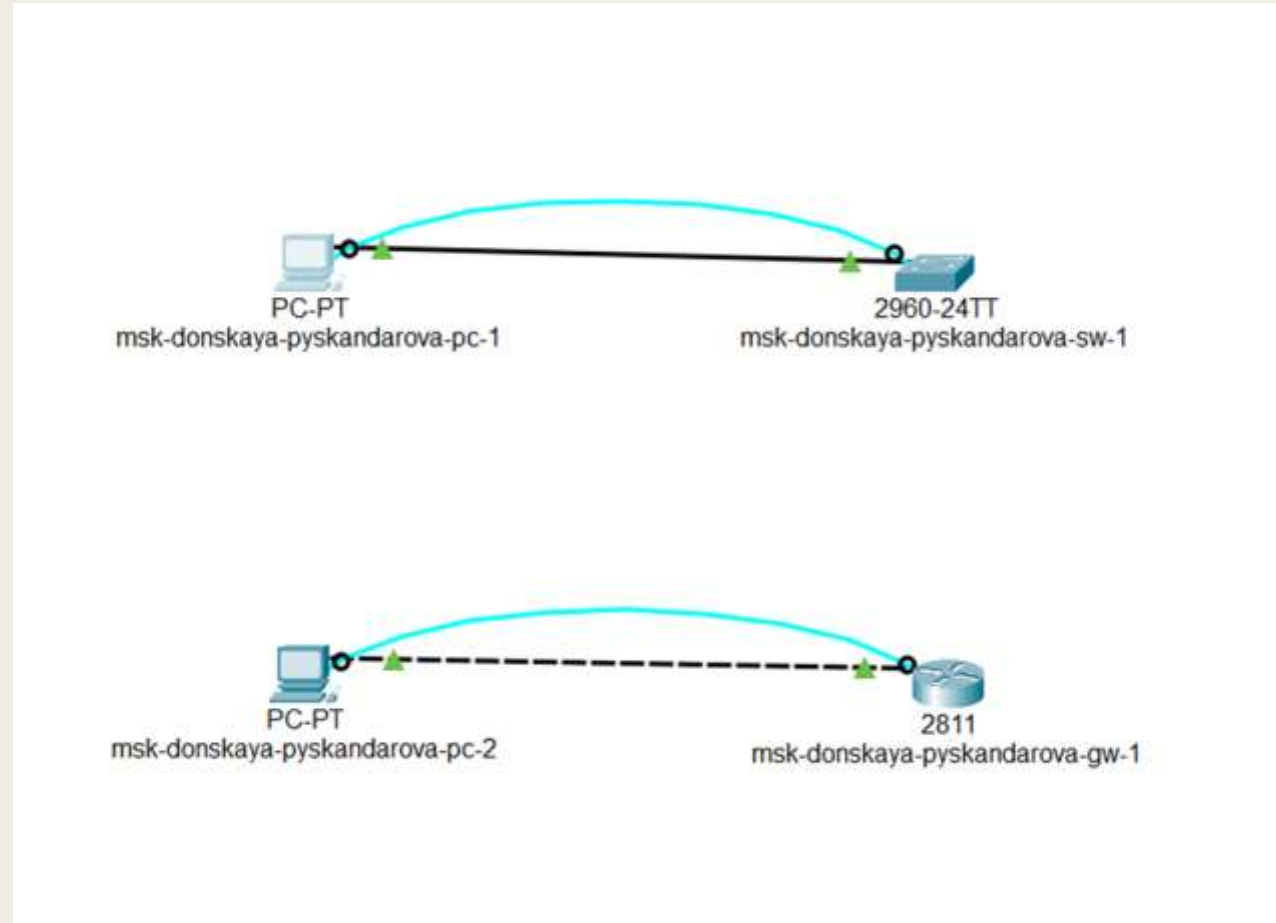 PC-PT
msk-donskaya-pyskandarova-pc-1
2960-24TT
msk-donskaya-pyskandarova-sw-1
PC-PT
msk-donskaya-pyskandarova-pc-2
2811
msk-donskaya-pyskandarova-gw-1